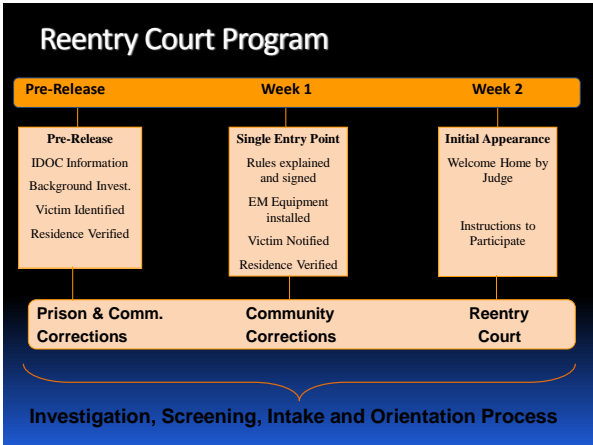 Reentry Court Program
Pre-Release
Week 1
Week 2
Pre-Release
IDOC Information
Background Invest.
Victim Identified
Residence Verified
Single Entry Point
Rules explained
and signed
EM Equipment
installed
Victim Notified
Residence Verified
Initial Appearance
Welcome Home by
Judge
Instructions to
Participate
Prison & Comm.
Corrections
Community
Corrections
Reentry
Court
Investigation, Screening, Intake and Orientation Process